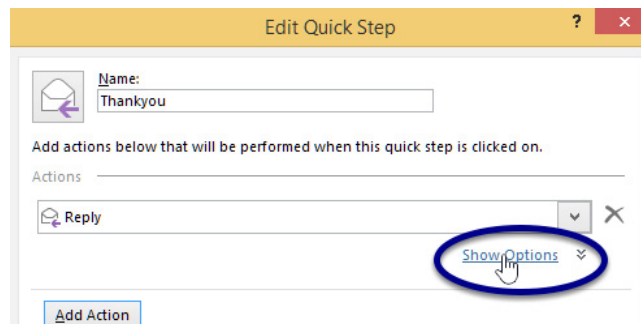 Edit Quick Step
?
×
Name:
Thankyou
Add actions below that will be performed when this quick step is clicked on.
Actions
Reply
Show Options
Add Action